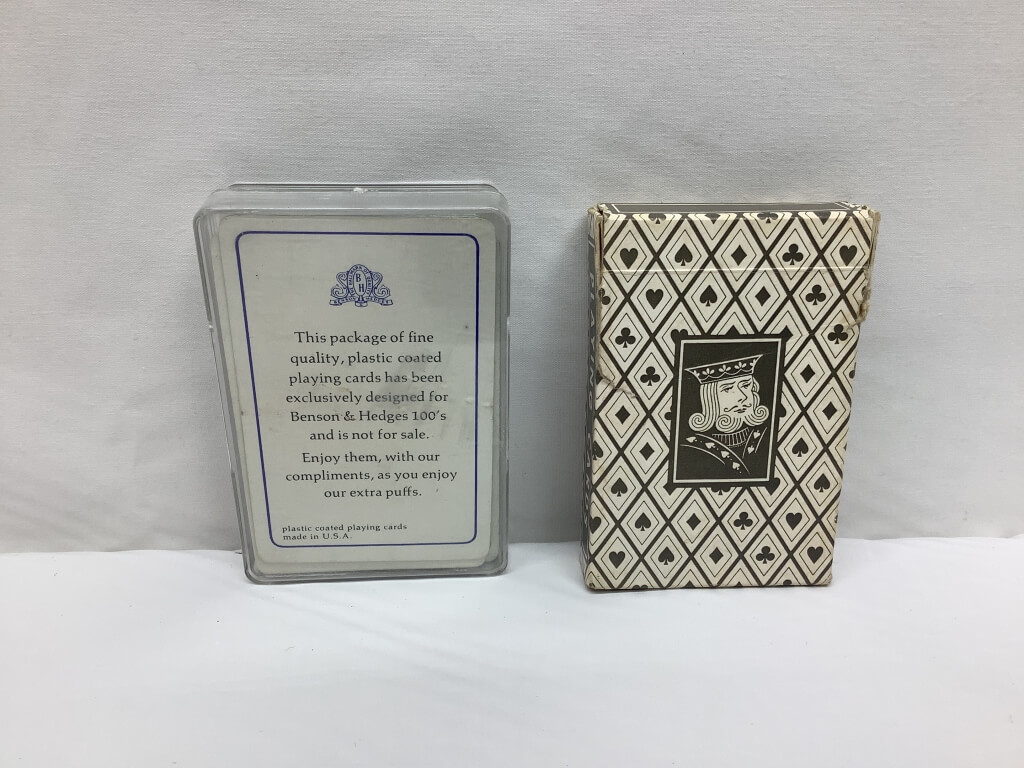 B
H
BENSON & HEDGES
This package of fine
quality, plastic coated
playing cards has been
exclusively designed for
Benson & Hedges 100's
and is not for sale.
Enjoy them, with our
compliments, as you enjoy
our extra puffs.
plastic coated playing cards
made in U.S.A.